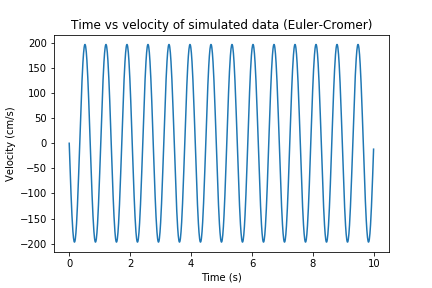 Time vs velocity of simulated data (Euler-Cromer)
200
150
100
50
0
−50
−100
−150
−200
Velocity (cm/s)
0 2 4 6 8 10
Time (s)